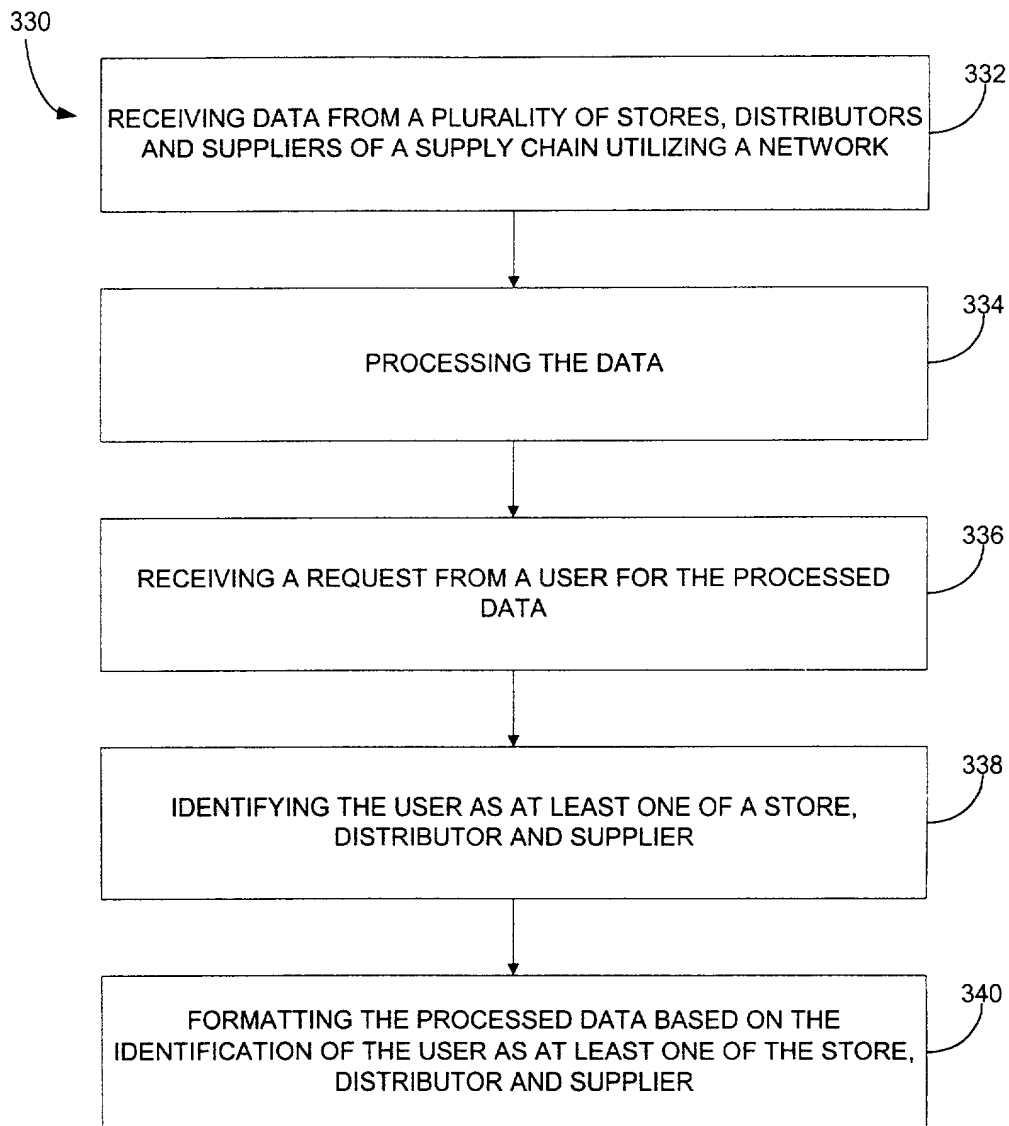 330
332
RECEIVING DATA FROM A PLURALITY OF STORES, DISTRIBUTORS
AND SUPPLIERS OF A SUPPLY CHAIN UTILIZING A NETWORK
334
PROCESSING THE DATA
336
RECEIVING A REQUEST FROM A USER FOR THE PROCESSED
DATA
338
IDENTIFYING THE USER AS AT LEAST ONE OF A STORE,
DISTRIBUTOR AND SUPPLIER
340
FORMATTING THE PROCESSED DATA BASED ON THE
IDENTIFICATION OF THE USER AS AT LEAST ONE OF THE STORE,
DISTRIBUTOR AND SUPPLIER